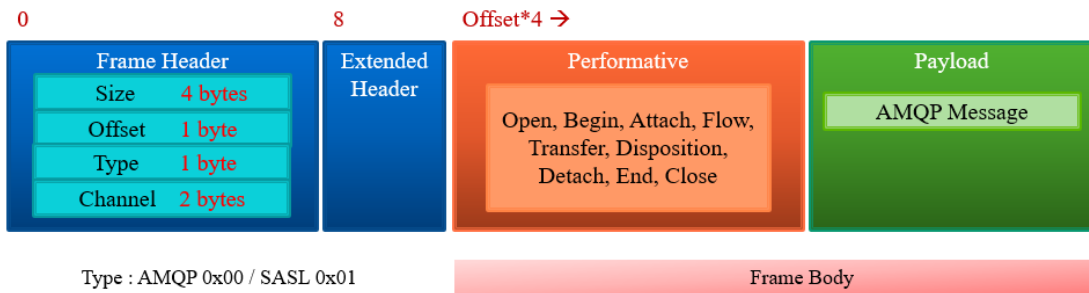 0
8
Offset*4 →
Frame Header
Size 4 bytes
Offset 1 byte
Type 1 byte
Channel 2 bytes
Extended
Header
Performative
Open, Begin, Attach, Flow,
Transfer, Disposition,
Detach, End, Close
Payload
AMQP Message
Type : AMQP 0x00 / SASL 0x01
Frame Body